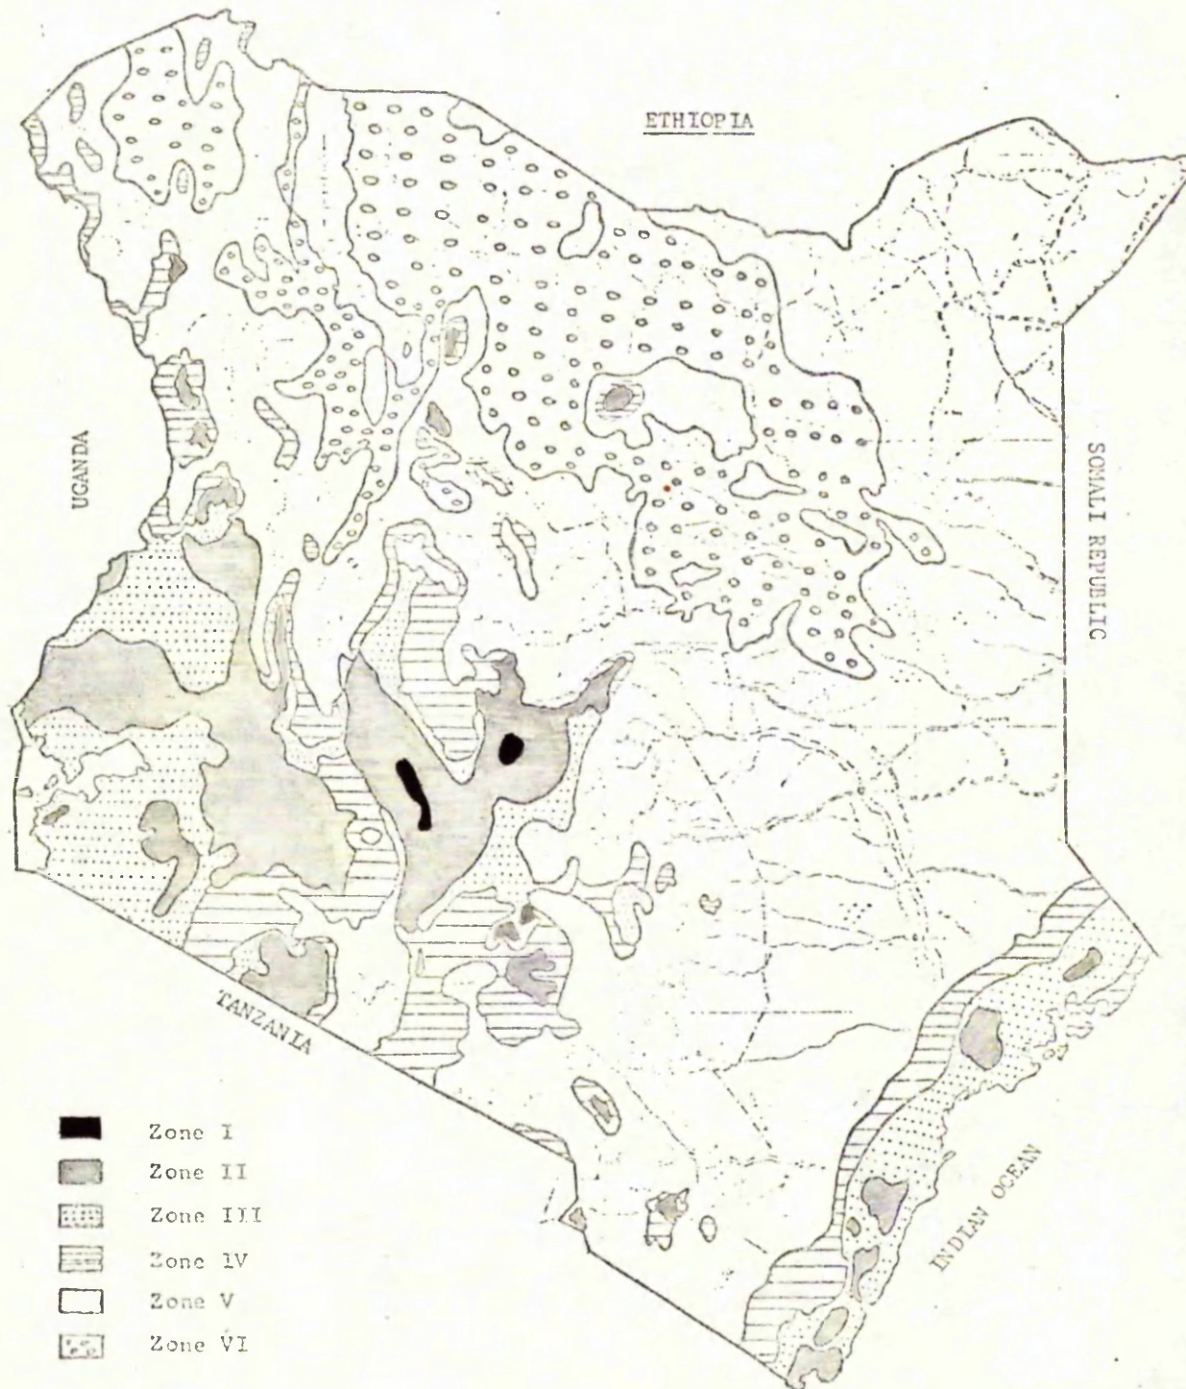 ETHIOPIA
UGANDA
SOMALI REPUBLIC
TANZANIA
INDIAN OCEAN
Zone I
Zone II
Zone III
Zone IV
Zone V
Zone VI